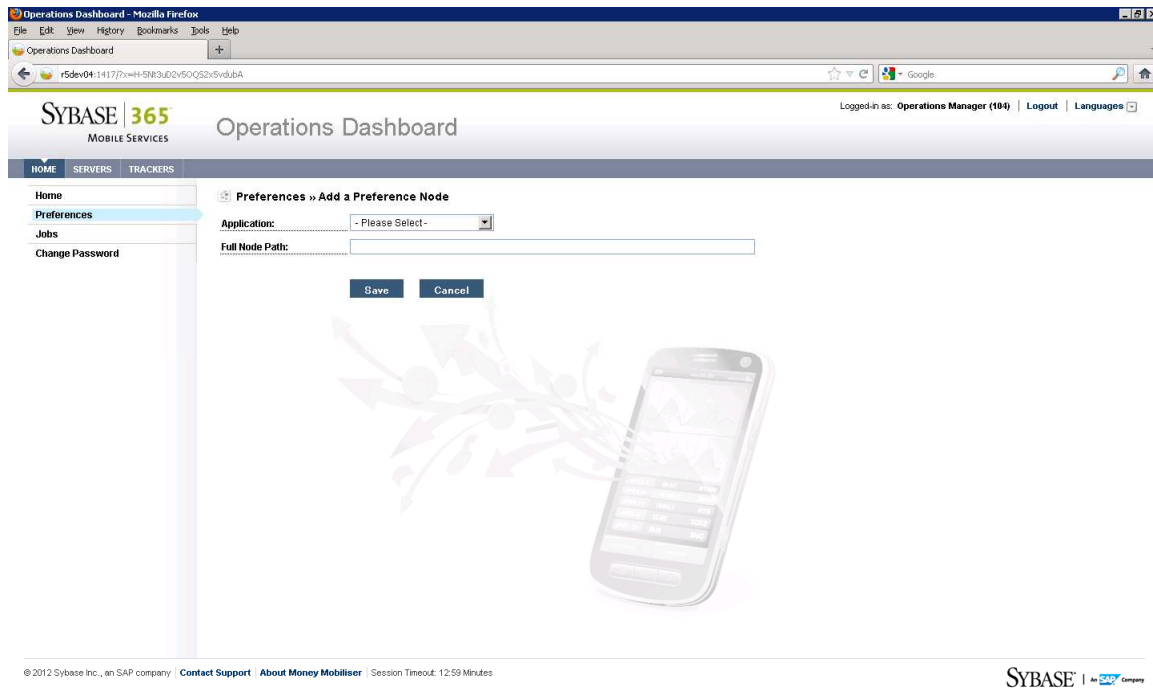 Operations Dashboard - Mozilla Firefox
File Edit View History Bookmarks Tools Help
Operations Dashboard +
r5dev04:1417/?x=H-5Nt3uD2v5OQS2x5vdubA Google
Logged-in as: Operations Manager (104) | Logout | Languages
SYBASE 365
MOBILE SERVICES
Operations Dashboard
HOME SERVERS TRACKERS
Home
Preferences
Jobs
Change Password
Preferences » Add a Preference Node
Application: - Please Select -
Full Node Path:
Save Cancel
© 2012 Sybase Inc., an SAP company | Contact Support | About Money Mobiliser | Session Timeout: 12:59 Minutes
SYBASE | An SAP Company